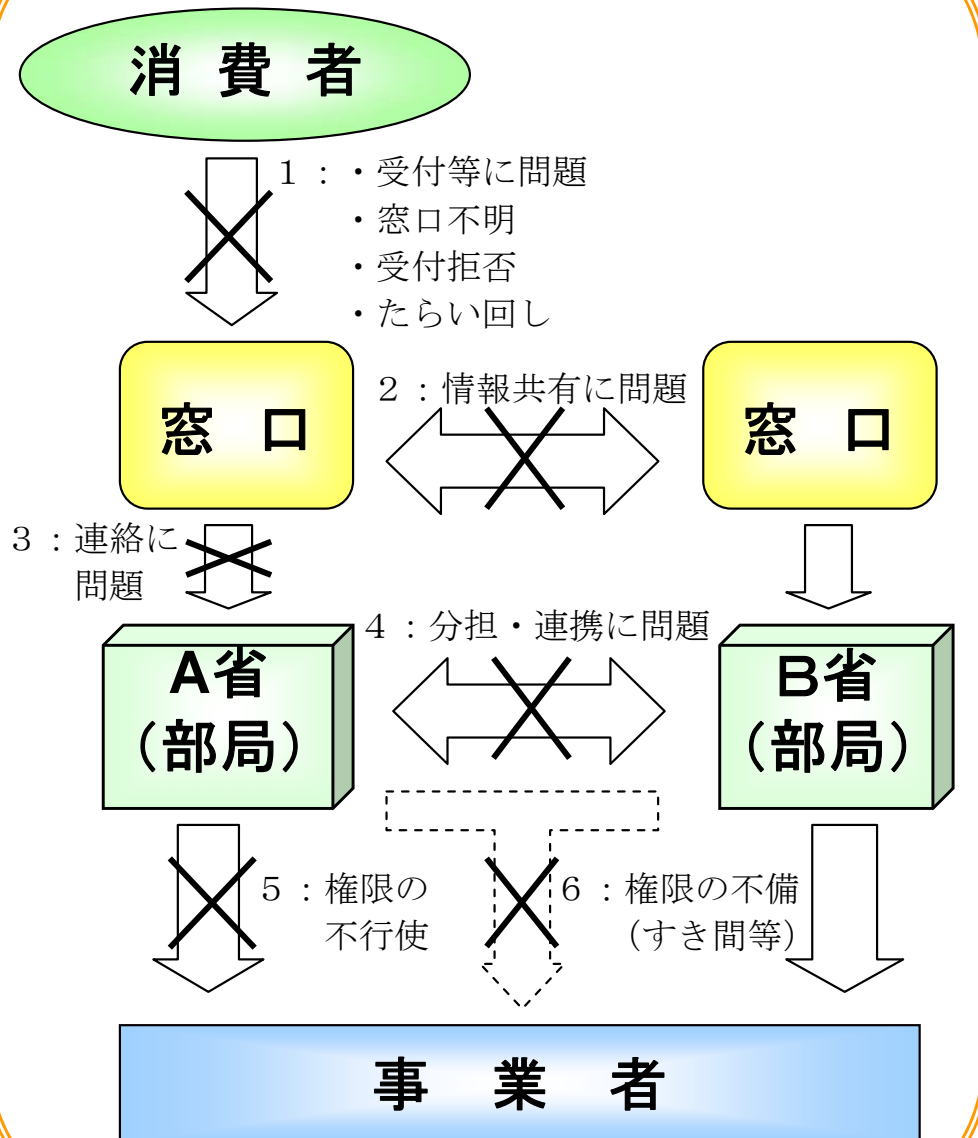 消 費 者
１：・受付等に問題
・窓口不明
・受付拒否
・たらい回し
２：情報共有に問題
窓 口
窓 口
３：連絡に
問題
４：分担・連携に問題
A省
（部局）
B省
（部局）
５：権限の
不行使
６：権限の不備
（すき間等）
事 業 者